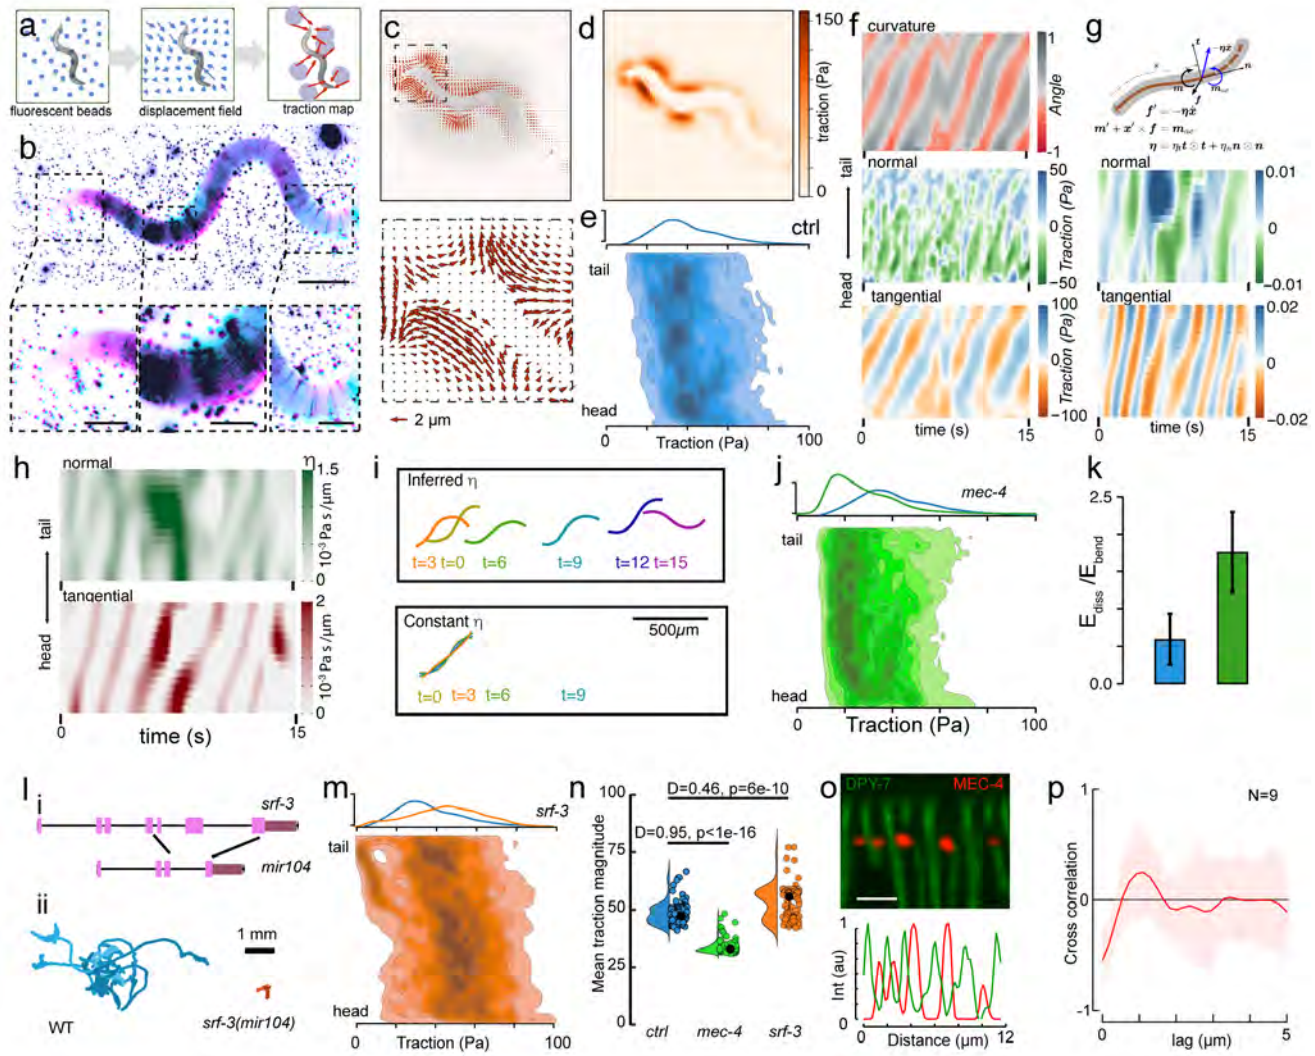 a
fluorescent beads
displacement field
traction map
b
c
2 µm
d
150
traction (Pa)
0
e
ctrl
tail
head
0
Traction (Pa)
100
f
curvature
1
Angle
-1
normal
50
Traction (Pa)
−50
tangential
100
Traction (Pa)
−100
tail
head
0
time (s)
15
g
s
t
-ηẋ
n
m
f
f′ = −ηẋ
normal
0.01
0
−0.01
tangential
0.02
0
−0.02
0
time (s)
15
h
normal
η
1.5
10⁻³ Pa s /µm
0
tangential
2
10⁻³ Pa s /µm
0
tail
head
0
time (s)
15
i
Inferred η
t=3 t=0 t=6 t=9 t=12 t=15
Constant η
500µm
t=0 t=3 t=6 t=9
j
mec-4
tail
head
0
Traction (Pa)
100
k
2.5
E_diss /E_bend
0.0
l
i
srf-3
mir104
ii
1 mm
WT
srf-3(mir104)
m
srf-3
tail
head
0
Traction (Pa)
100
n
D=0.46, p=6e-10
D=0.95, p<1e-16
100
75
50
25
0
Mean traction magnitude
ctrl mec-4 srf-3
o
DPY-7 MEC-4
1
Int (au)
0
0 6 12
Distance (µm)
p
N=9
1
Cross correlation
0
-1
0 5
lag (µm)